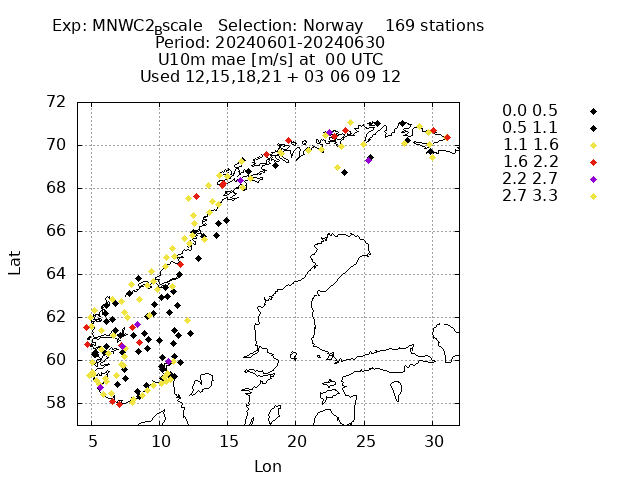 Exp: MNWC2Bscale   Selection: Norway    169 stations
Period: 20240601-20240630
U10m mae [m/s] at  00 UTC
Used 12,15,18,21 + 03 06 09 12
72
70
68
66
64
62
60
58
Lat
5 10 15 20 25 30
Lon
0.0 0.5
0.5 1.1
1.1 1.6
1.6 2.2
2.2 2.7
2.7 3.3